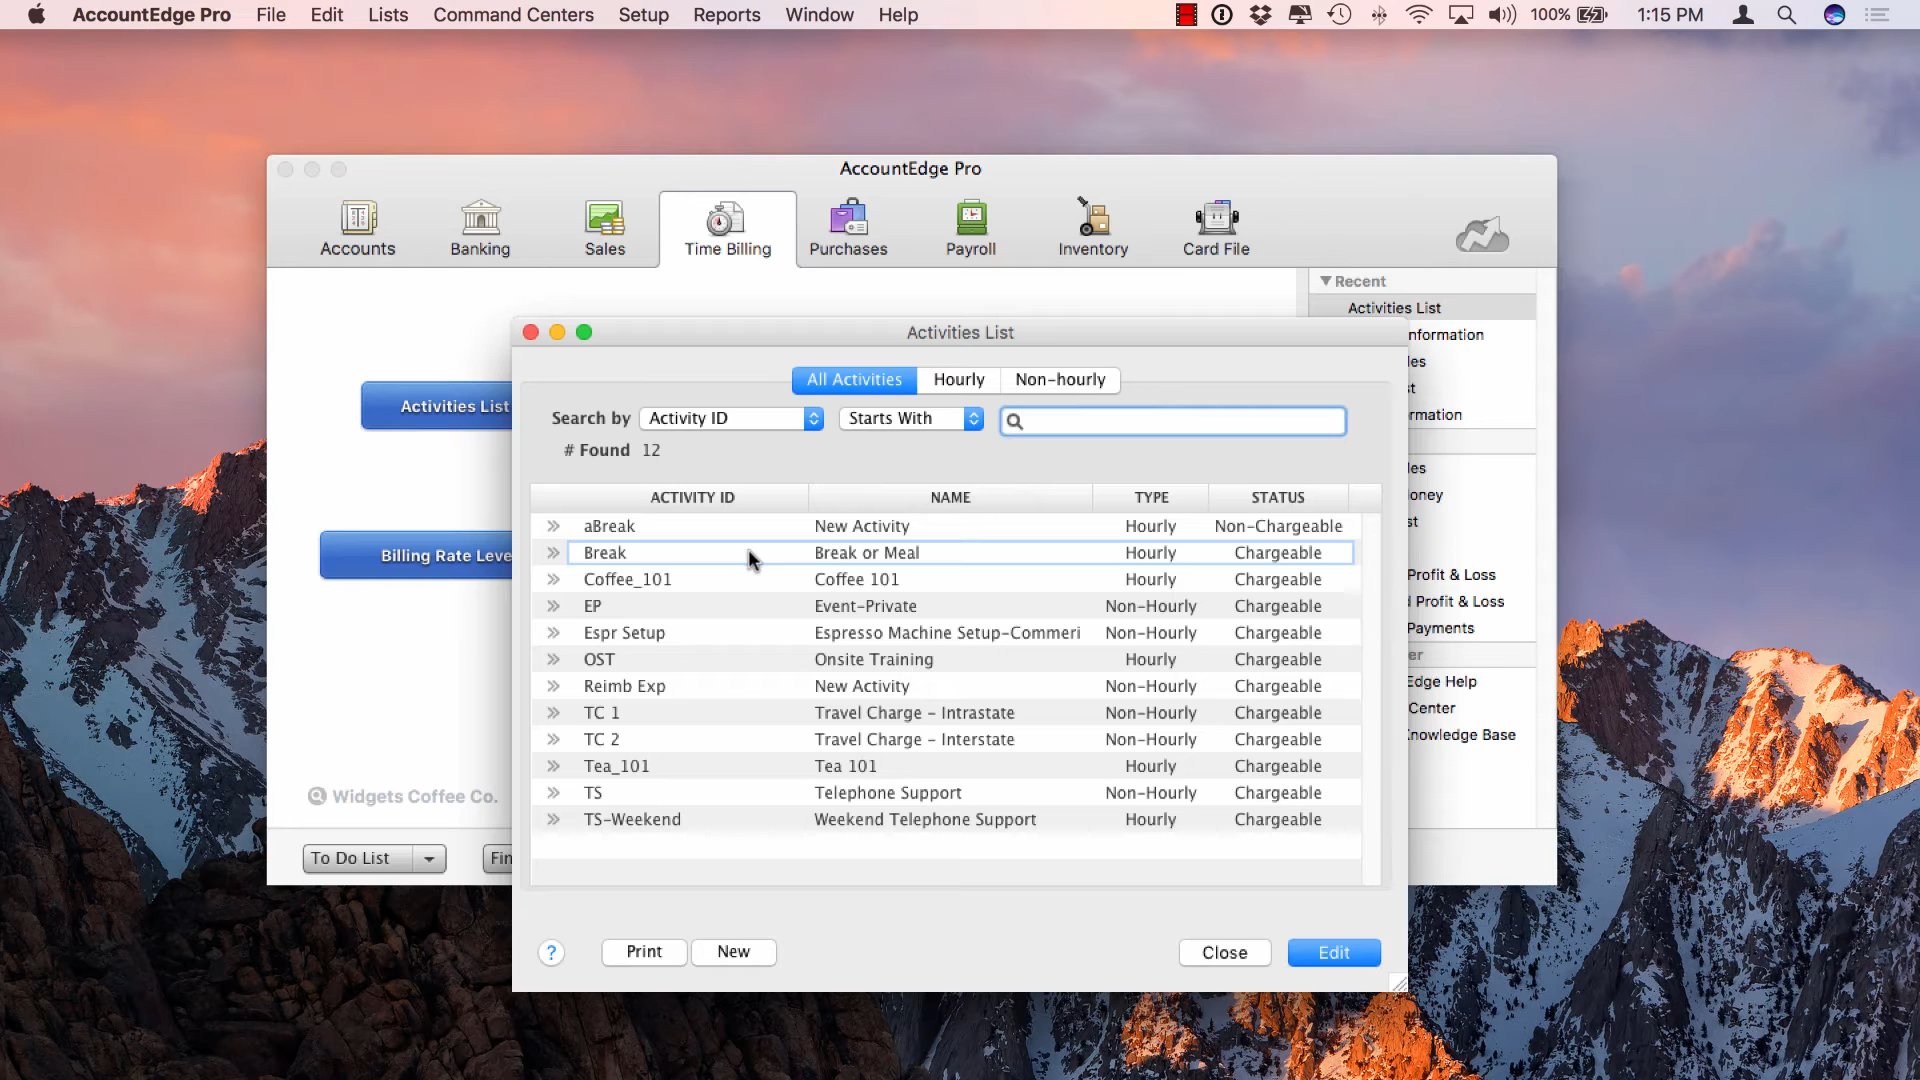 AccountEdge Pro File Edit Lists Command Centers Setup Reports Window Help 100% 1:15 PM
AccountEdge Pro
Accounts Banking Sales Time Billing Purchases Payroll Inventory Card File
Recent
Activities List
nformation
les
st
rmation
les
oney
st
Profit & Loss
Profit & Loss
Payments
er
Edge Help
Center
nowledge Base
Activities List
Billing Rate Leve
Widgets Coffee Co.
To Do List Fin
Activities List
All Activities Hourly Non-hourly
Search by Activity ID Starts With
# Found 12
ACTIVITY ID NAME TYPE STATUS
aBreak New Activity Hourly Non-Chargeable
Break Break or Meal Hourly Chargeable
Coffee_101 Coffee 101 Hourly Chargeable
EP Event-Private Non-Hourly Chargeable
Espr Setup Espresso Machine Setup-Commeri Non-Hourly Chargeable
OST Onsite Training Hourly Chargeable
Reimb Exp New Activity Non-Hourly Chargeable
TC 1 Travel Charge – Intrastate Non-Hourly Chargeable
TC 2 Travel Charge – Interstate Non-Hourly Chargeable
Tea_101 Tea 101 Hourly Chargeable
TS Telephone Support Non-Hourly Chargeable
TS-Weekend Weekend Telephone Support Hourly Chargeable
? Print New Close Edit